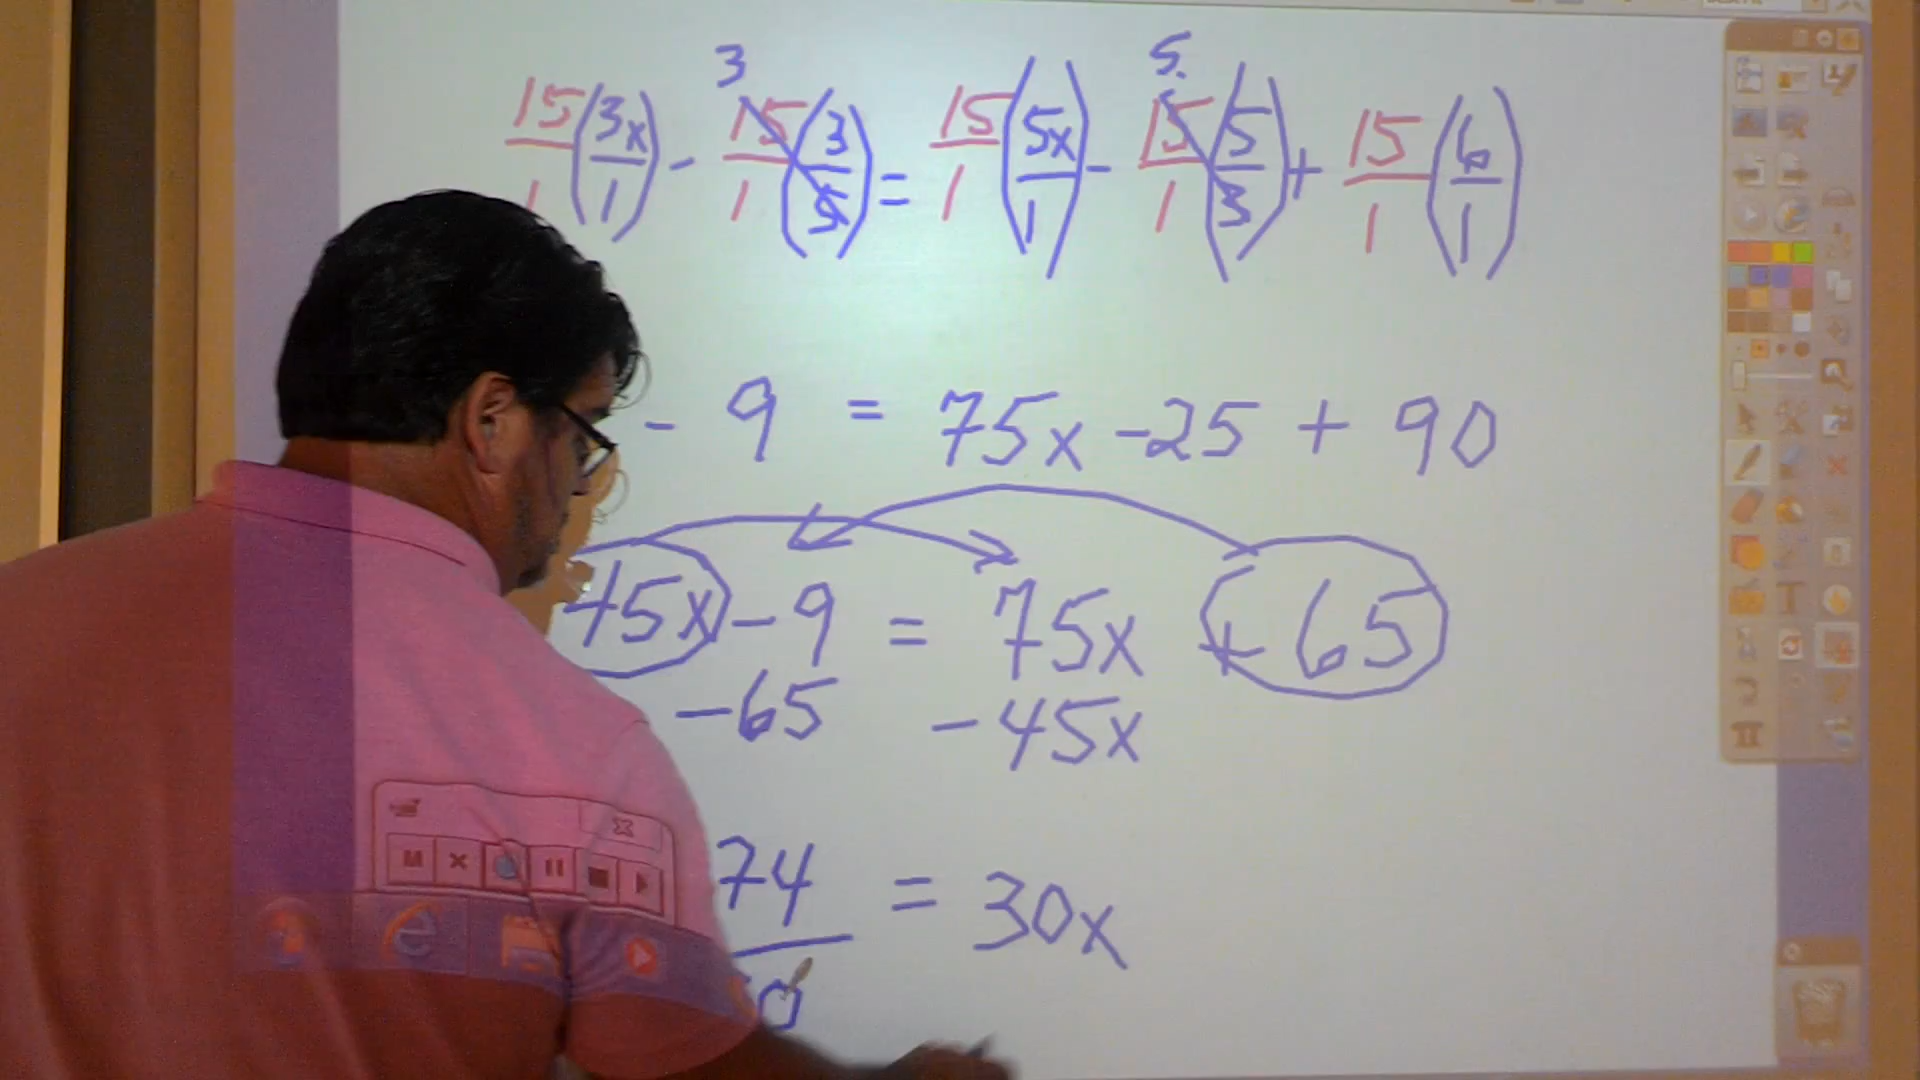 3 5.
15/1 (3x/1) - 15/1 (3/5) = 15/1 (5x/1) - 15/1 (5/3) + 15/1 (6/1)
- 9 = 75x - 25 + 90
45x - 9 = 75x + 65
-65 -45x
74 = 30x
0
M
T